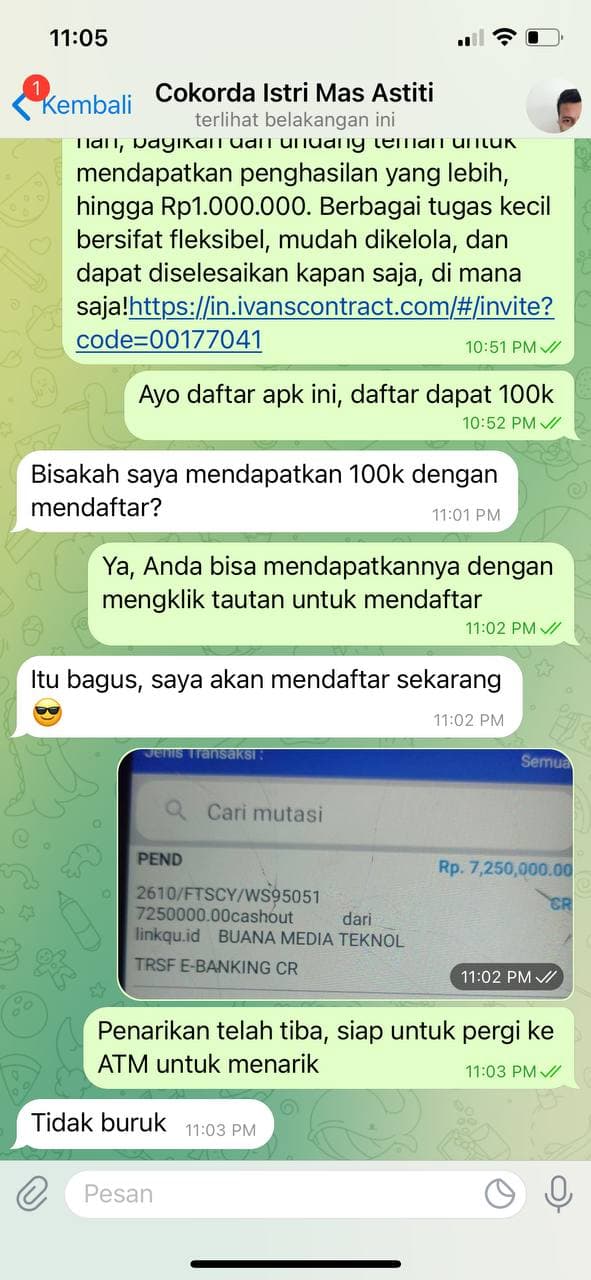 11:05
1
Kembali
Cokorda Istri Mas Astiti
terlihat belakangan ini
hari, bagikan dan undang teman untuk
mendapatkan penghasilan yang lebih,
hingga Rp1.000.000. Berbagai tugas kecil
bersifat fleksibel, mudah dikelola, dan
dapat diselesaikan kapan saja, di mana
saja!https://in.ivanscontract.com/#/invite?
code=00177041
10:51 PM
Ayo daftar apk ini, daftar dapat 100k
10:52 PM
Bisakah saya mendapatkan 100k dengan
mendaftar?
11:01 PM
Ya, Anda bisa mendapatkannya dengan
mengklik tautan untuk mendaftar
11:02 PM
Itu bagus, saya akan mendaftar sekarang
11:02 PM
Jenis Transaksi :
Semua
Cari mutasi
PEND
Rp. 7,250,000.00
2610/FTSCY/WS95051
CR
7250000.00cashout dari
linkqu.id BUANA MEDIA TEKNOL
TRSF E-BANKING CR
11:02 PM
Penarikan telah tiba, siap untuk pergi ke
ATM untuk menarik
11:03 PM
Tidak buruk
11:03 PM
Pesan